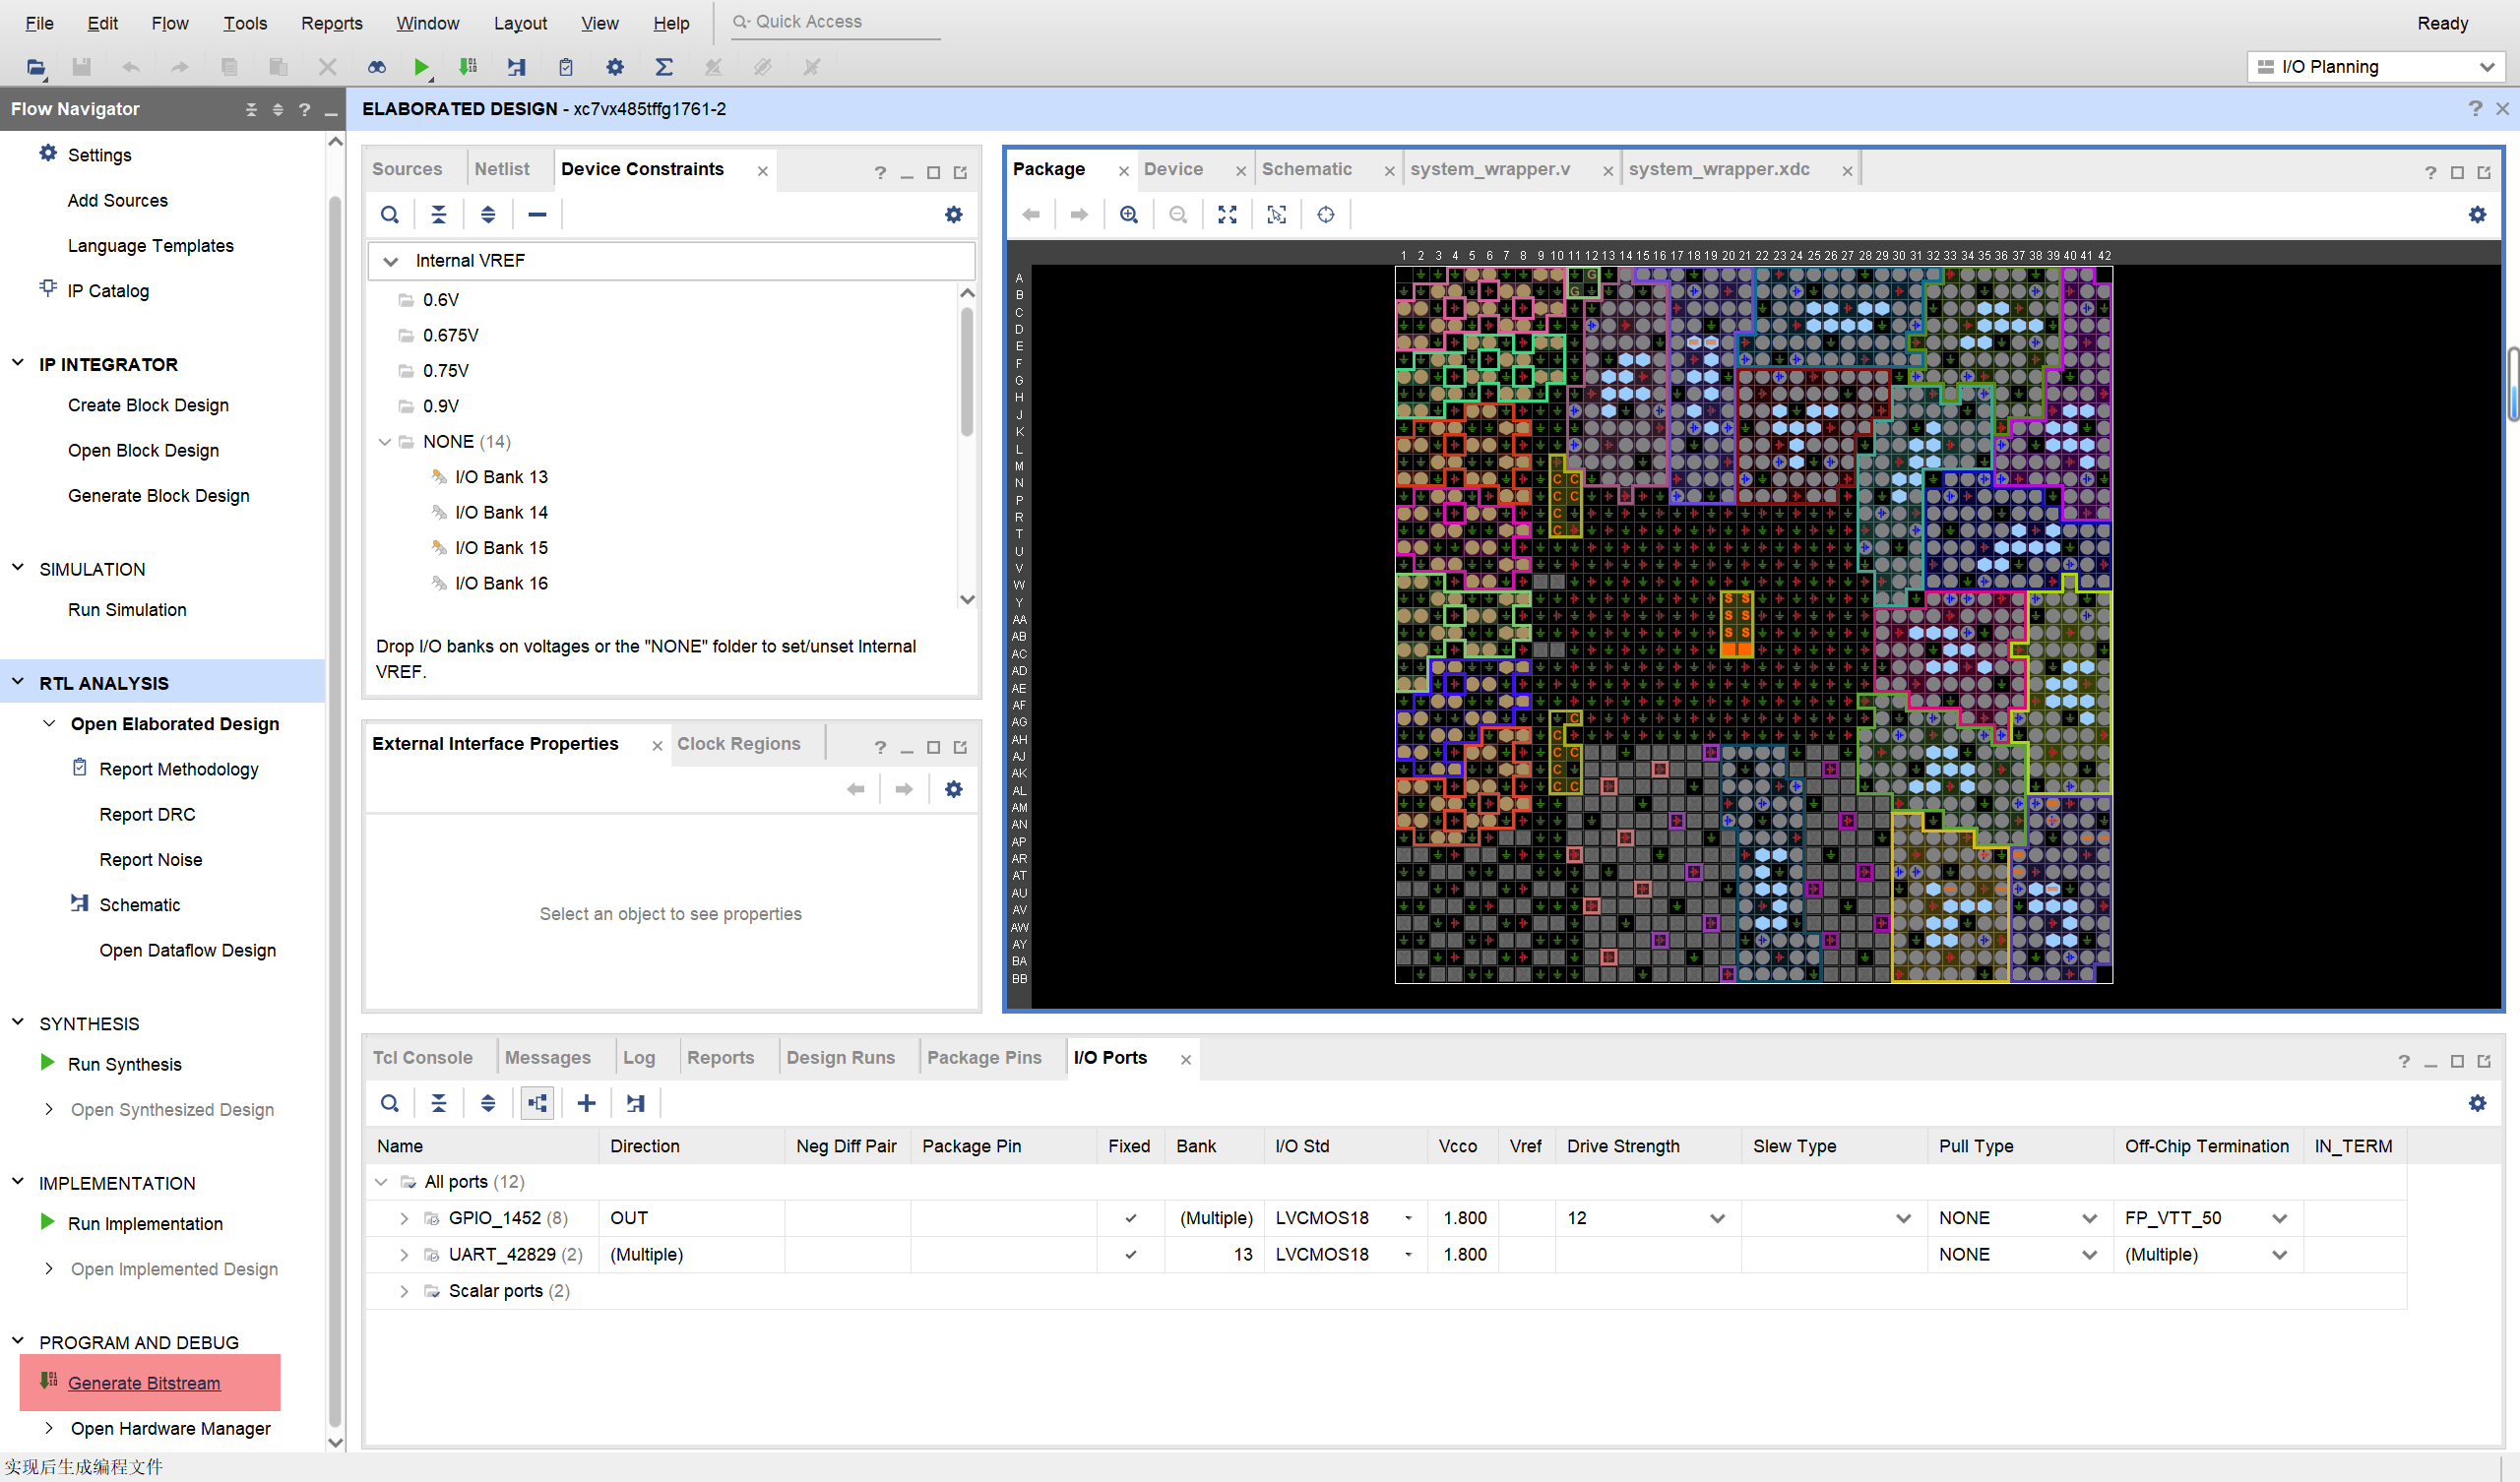 File Edit Flow Tools Reports Window Layout View Help Quick Access Ready
I/O Planning
Flow Navigator
ELABORATED DESIGN - xc7vx485tffg1761-2
Settings
Add Sources
Language Templates
IP Catalog
IP INTEGRATOR
Create Block Design
Open Block Design
Generate Block Design
SIMULATION
Run Simulation
RTL ANALYSIS
Open Elaborated Design
Report Methodology
Report DRC
Report Noise
Schematic
Open Dataflow Design
SYNTHESIS
Run Synthesis
Open Synthesized Design
IMPLEMENTATION
Run Implementation
Open Implemented Design
PROGRAM AND DEBUG
Generate Bitstream
Open Hardware Manager
Sources Netlist Device Constraints
Internal VREF
0.6V
0.675V
0.75V
0.9V
NONE (14)
I/O Bank 13
I/O Bank 14
I/O Bank 15
I/O Bank 16
Drop I/O banks on voltages or the "NONE" folder to set/unset Internal
VREF.
External Interface Properties Clock Regions
Select an object to see properties
Package Device Schematic system_wrapper.v system_wrapper.xdc
1 2 3 4 5 6 7 8 9 10 11 12 13 14 15 16 17 18 19 20 21 22 23 24 25 26 27 28 29 30 31 32 33 34 35 36 37 38 39 40 41 42
A
B
C
D
E
F
G
H
J
K
L
M
N
P
R
T
U
V
W
Y
AA
AB
AC
AD
AE
AF
AG
AH
AJ
AK
AL
AM
AN
AP
AR
AT
AU
AV
AW
AY
BA
BB
Tcl Console Messages Log Reports Design Runs Package Pins I/O Ports
Name Direction Neg Diff Pair Package Pin Fixed Bank I/O Std Vcco Vref Drive Strength Slew Type Pull Type Off-Chip Termination IN_TERM
All ports (12)
GPIO_1452 (8) OUT (Multiple) LVCMOS18 1.800 12 NONE FP_VTT_50
UART_42829 (2) (Multiple) 13 LVCMOS18 1.800 NONE (Multiple)
Scalar ports (2)
实现后生成编程文件